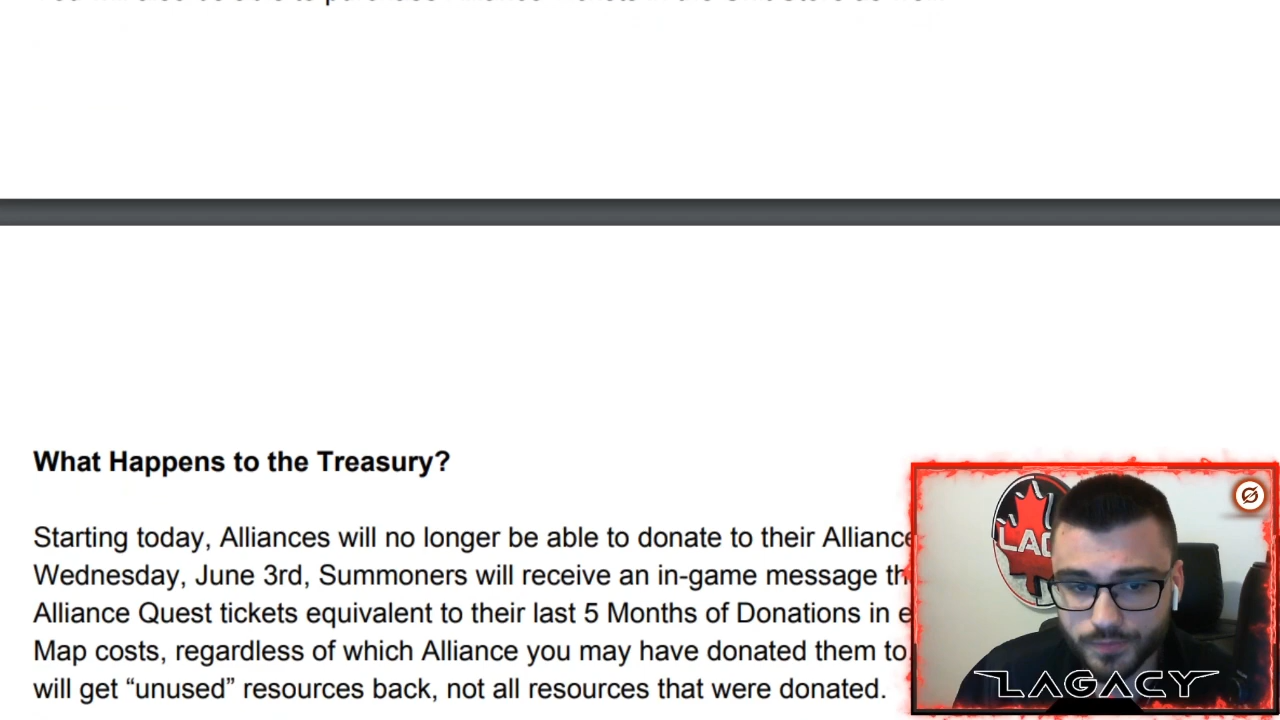 What Happens to the Treasury?
Starting today, Alliances will no longer be able to donate to their Alliance
Wednesday, June 3rd, Summoners will receive an in-game message
Alliance Quest tickets equivalent to their last 5 Months of Donations in
Map costs, regardless of which Alliance you may have donated them to
will get “unused” resources back, not all resources that were donated.
LAGACY